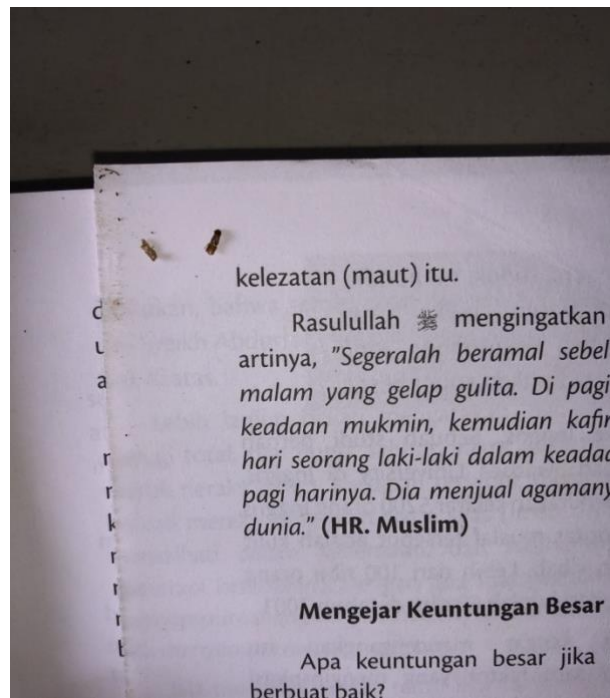 kelezatan (maut) itu.
Rasulullah ﷺ mengingatkan
artinya, "Segeralah beramal sebel
malam yang gelap gulita. Di pagi
keadaan mukmin, kemudian kafir
hari seorang laki-laki dalam keadaa
pagi harinya. Dia menjual agamany
dunia." (HR. Muslim)
Mengejar Keuntungan Besar
Apa keuntungan besar jika
berbuat baik?